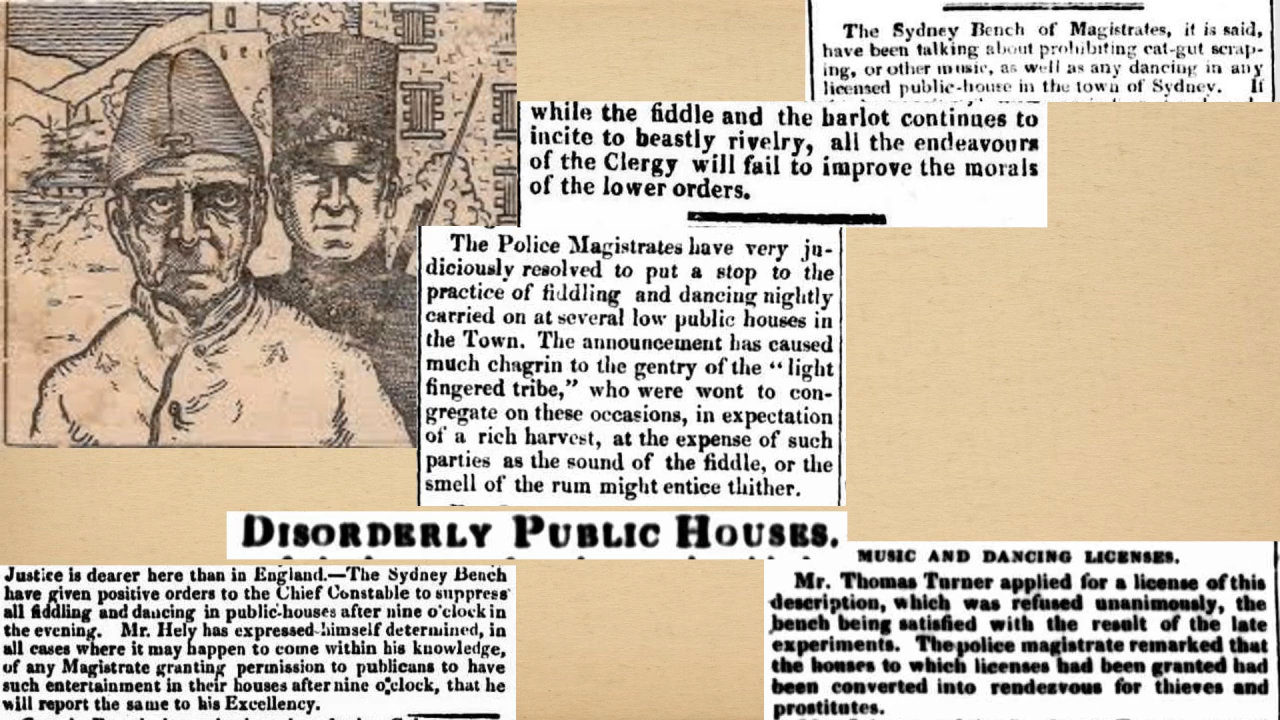 The Sydney Bench of Magistrates, it is said,
have been talking about prohibiting cat-gut scrap-
ing, or other music, as well as any dancing in any
licensed public-house in the town of Sydney. If
while the fiddle and the harlot continues to
incite to beastly rivelry, all the endeavours
of the Clergy will fail to improve the morals
of the lower orders.
The Police Magistrates have very ju-
diciously resolved to put a stop to the
practice of fiddling and dancing nightly
carried on at several low public houses in
the Town. The announcement has caused
much chagrin to the gentry of the “light
fingered tribe,” who were wont to con-
gregate on these occasions, in expectation
of a rich harvest, at the expense of such
parties as the sound of the fiddle, or the
smell of the rum might entice thither.
DISORDERLY PUBLIC HOUSES.
Justice is dearer here than in England.—The Sydney Bench
have given positive orders to the Chief Constable to suppress
all fiddling and dancing in public-houses after nine o'clock in
the evening. Mr. Hely has expressed himself determined, in
all cases where it may happen to come within his knowledge,
of any Magistrate granting permission to publicans to have
such entertainment in their houses after nine o'clock, that he
will report the same to his Excellency.
MUSIC AND DANCING LICENSES.
Mr. Thomas Turner applied for a license of this
description, which was refused unanimously, the
bench being satisfied with the result of the late
experiments. The police magistrate remarked that
the houses to which licenses had been granted had
been converted into rendezvous for thieves and
prostitutes.